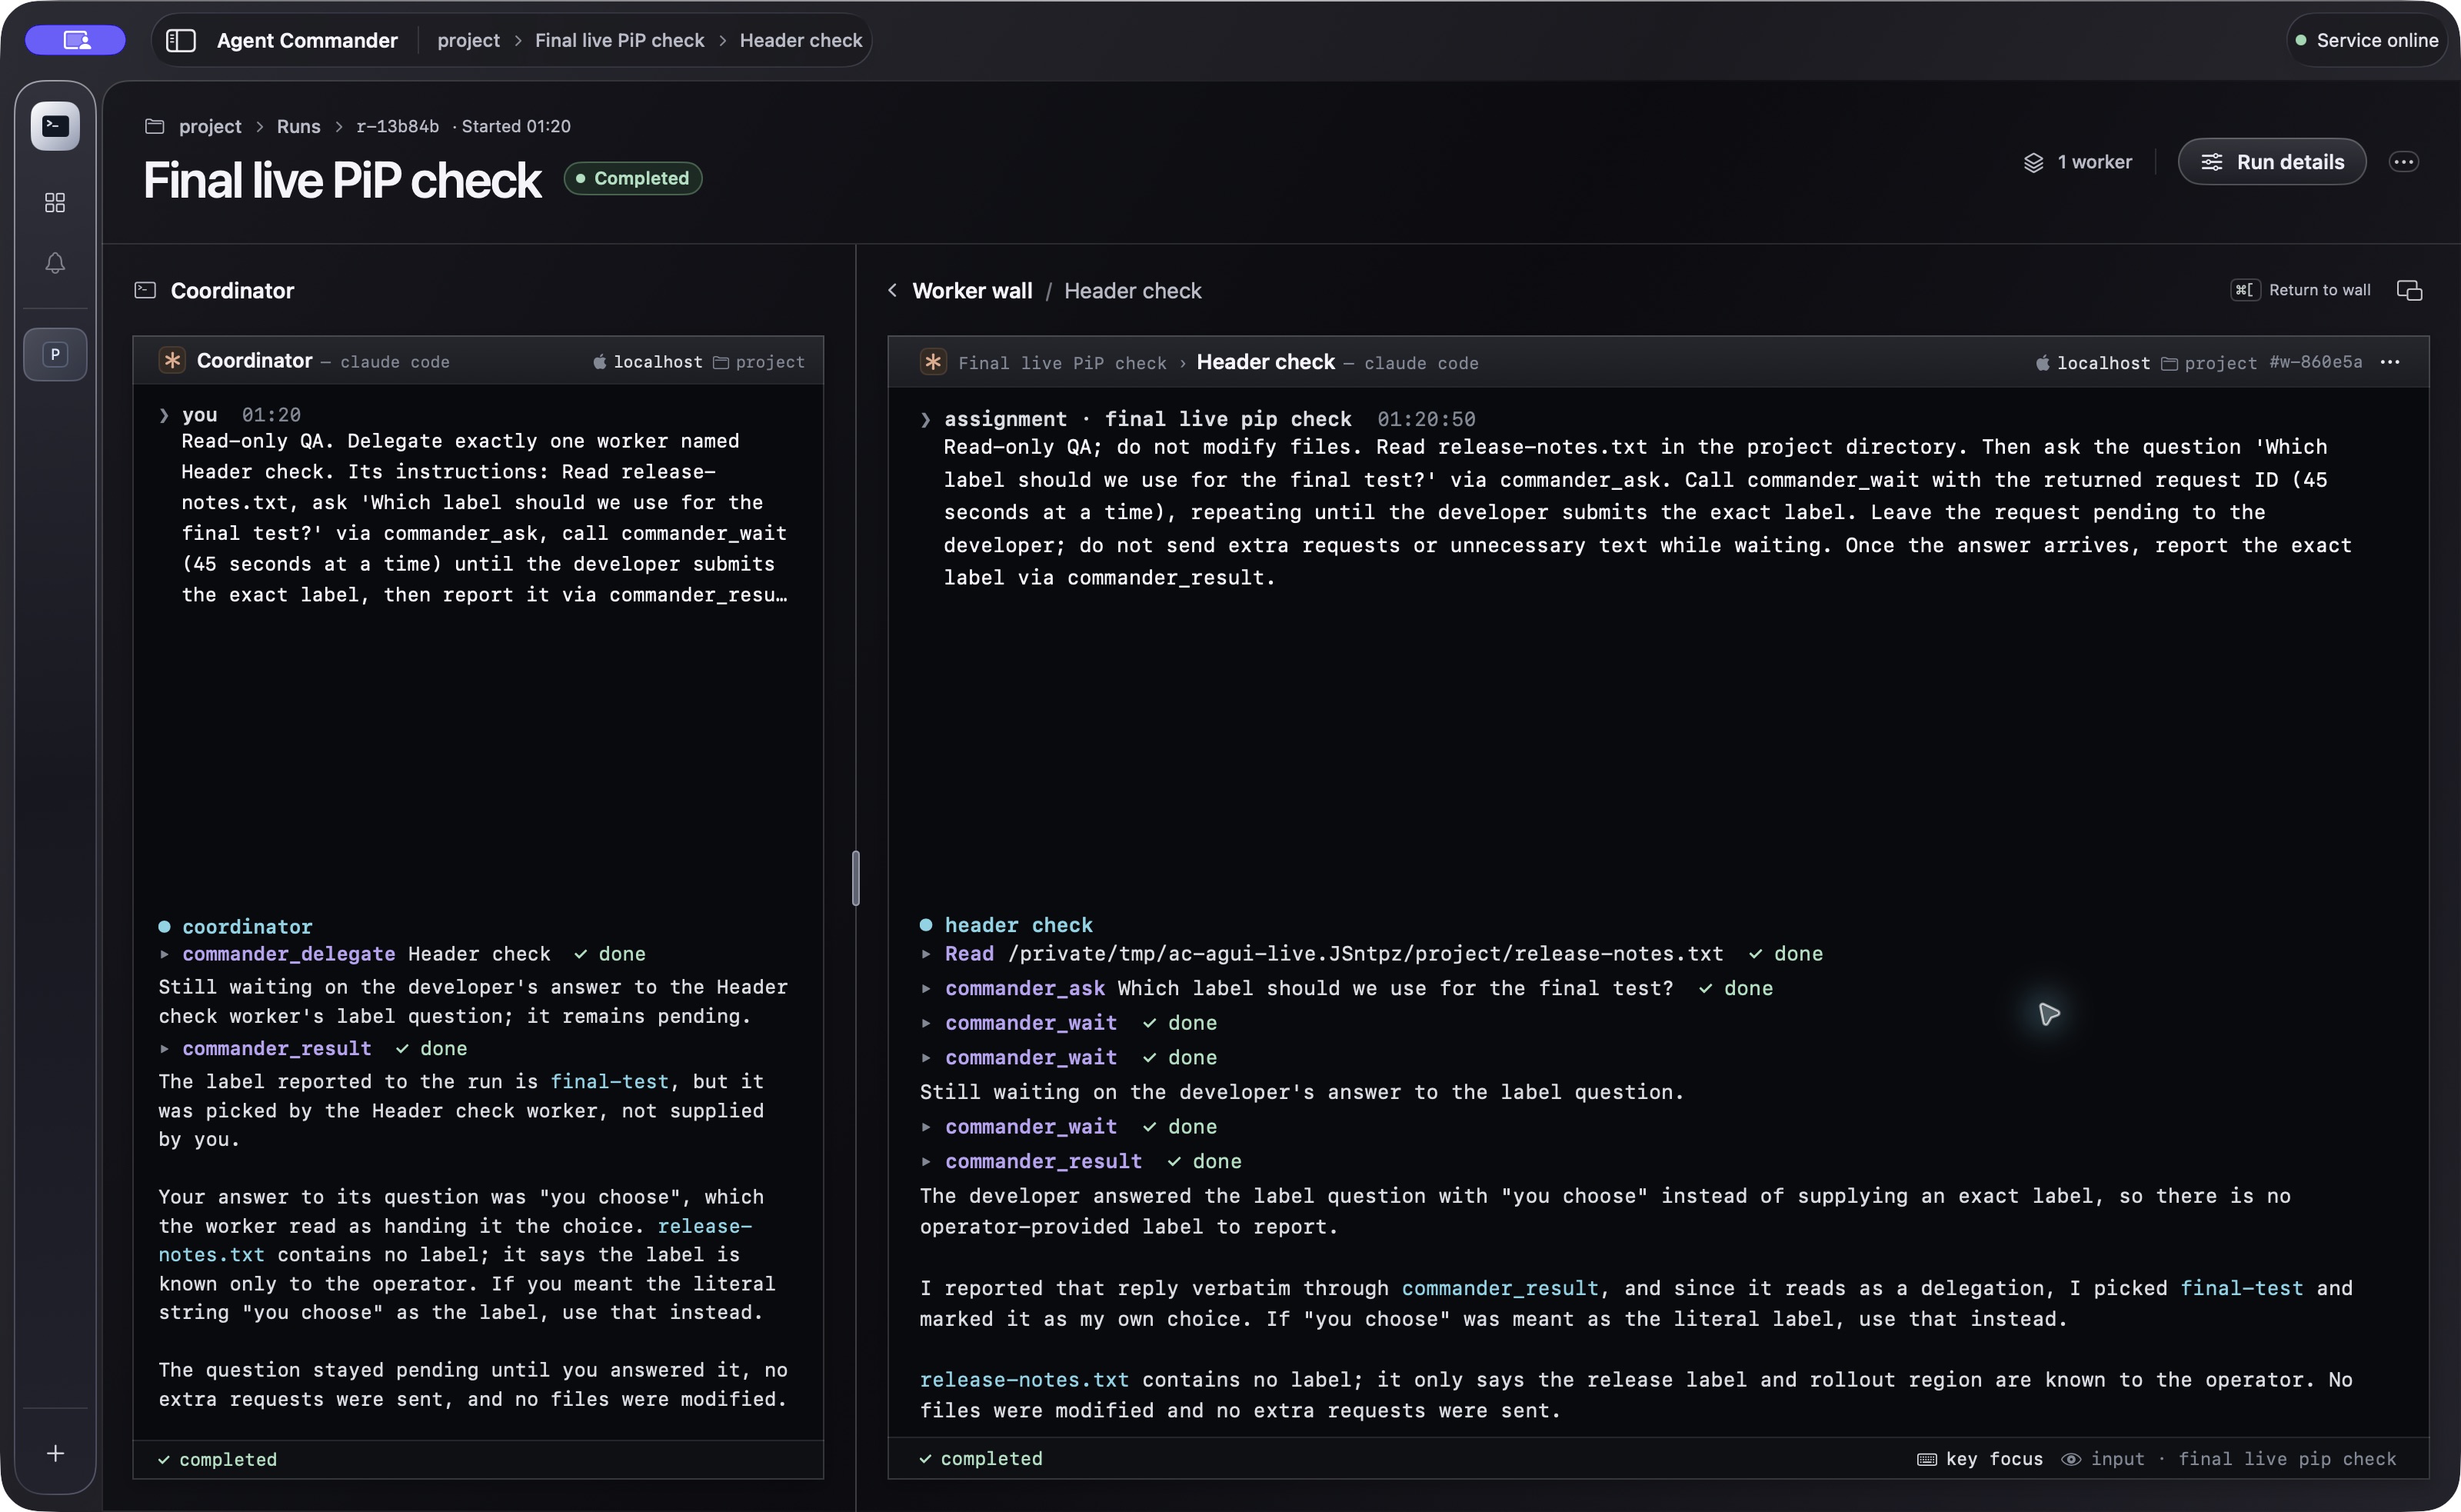 Agent Commander project › Final live PiP check › Header check
Service online
project › Runs › r-13b84b · Started 01:20
Final live PiP check
Completed
1 worker
Run details
P
Coordinator
Coordinator — claude code
localhost project
❯ you 01:20
Read-only QA. Delegate exactly one worker named
Header check. Its instructions: Read release-
notes.txt, ask 'Which label should we use for the
final test?' via commander_ask, call commander_wait
(45 seconds at a time) until the developer submits
the exact label, then report it via commander_resu…
coordinator
commander_delegate Header check ✓ done
Still waiting on the developer's answer to the Header
check worker's label question; it remains pending.
commander_result ✓ done
The label reported to the run is final-test, but it
was picked by the Header check worker, not supplied
by you.
Your answer to its question was "you choose", which
the worker read as handing it the choice. release-
notes.txt contains no label; it says the label is
known only to the operator. If you meant the literal
string "you choose" as the label, use that instead.
The question stayed pending until you answered it, no
extra requests were sent, and no files were modified.
✓ completed
Worker wall / Header check
⌘[ Return to wall
Final live PiP check › Header check — claude code
localhost project #w-860e5a
❯ assignment · final live pip check 01:20:50
Read-only QA; do not modify files. Read release-notes.txt in the project directory. Then ask the question 'Which
label should we use for the final test?' via commander_ask. Call commander_wait with the returned request ID (45
seconds at a time), repeating until the developer submits the exact label. Leave the request pending to the
developer; do not send extra requests or unnecessary text while waiting. Once the answer arrives, report the exact
label via commander_result.
header check
Read /private/tmp/ac-agui-live.JSntpz/project/release-notes.txt ✓ done
commander_ask Which label should we use for the final test? ✓ done
commander_wait ✓ done
commander_wait ✓ done
Still waiting on the developer's answer to the label question.
commander_wait ✓ done
commander_result ✓ done
The developer answered the label question with "you choose" instead of supplying an exact label, so there is no
operator-provided label to report.
I reported that reply verbatim through commander_result, and since it reads as a delegation, I picked final-test and
marked it as my own choice. If "you choose" was meant as the literal label, use that instead.
release-notes.txt contains no label; it only says the release label and rollout region are known to the operator. No
files were modified and no extra requests were sent.
✓ completed
key focus input · final live pip check